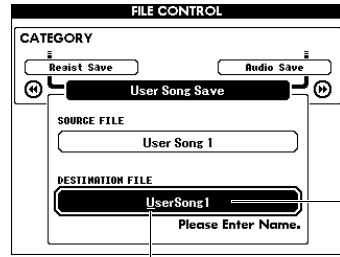 FILE CONTROL
CATEGORY
Regist Save
Audio Save
User Song Save
SOURCE FILE
User Song 1
DESTINATION FILE
UserSong1
Please Enter Name.